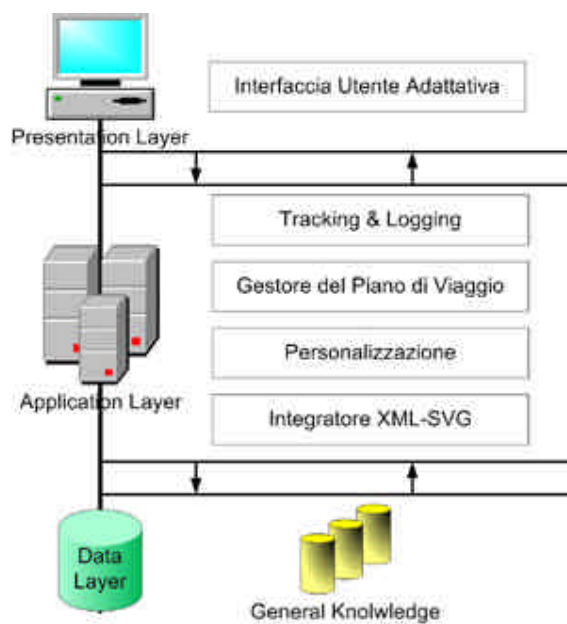 Interfaccia Utente Adattativa
Presentation Layer
Tracking & Logging
Gestore del Piano di Viaggio
Personalizzazione
Application Layer
Integratore XML-SVG
Data
Layer
General Knolwledge